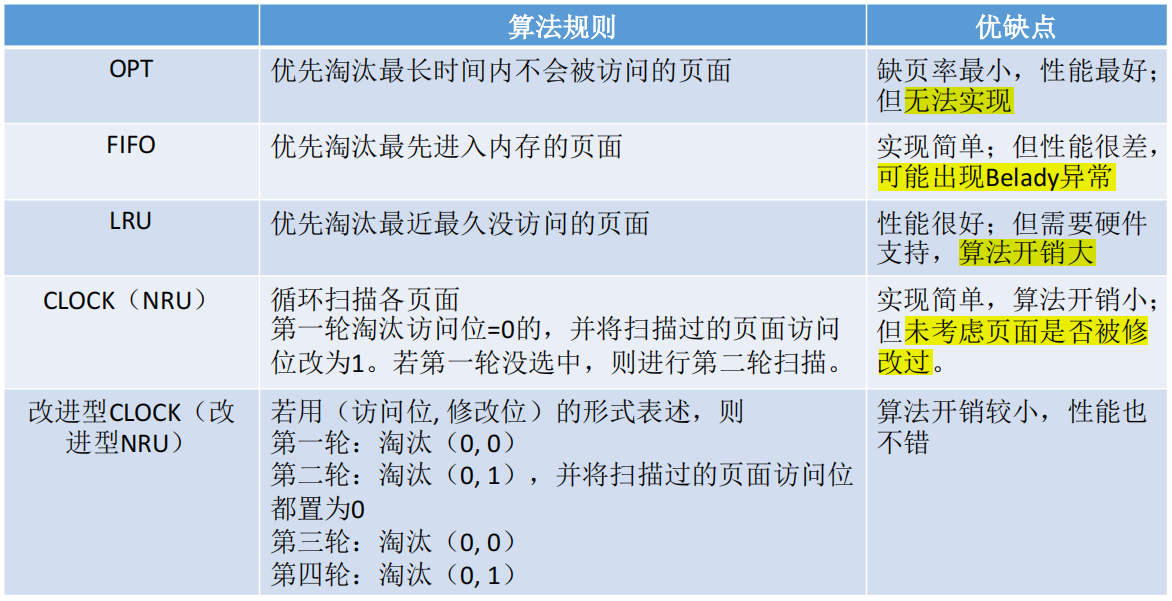 算法规则 优缺点
OPT 优先淘汰最长时间内不会被访问的页面 缺页率最小，性能最好；
但无法实现
FIFO 优先淘汰最先进入内存的页面 实现简单；但性能很差，
可能出现Belady异常
LRU 优先淘汰最近最久没访问的页面 性能很好；但需要硬件
支持，算法开销大
CLOCK（NRU） 循环扫描各页面
第一轮淘汰访问位=0的，并将扫描过的页面访问
位改为1。若第一轮没选中，则进行第二轮扫描。
实现简单，算法开销小；
但未考虑页面是否被修
改过。
改进型CLOCK（改
进型NRU）
若用（访问位, 修改位）的形式表述，则
第一轮：淘汰（0, 0）
第二轮：淘汰（0, 1），并将扫描过的页面访问位
都置为0
第三轮：淘汰（0, 0）
第四轮：淘汰（0, 1）
算法开销较小，性能也
不错